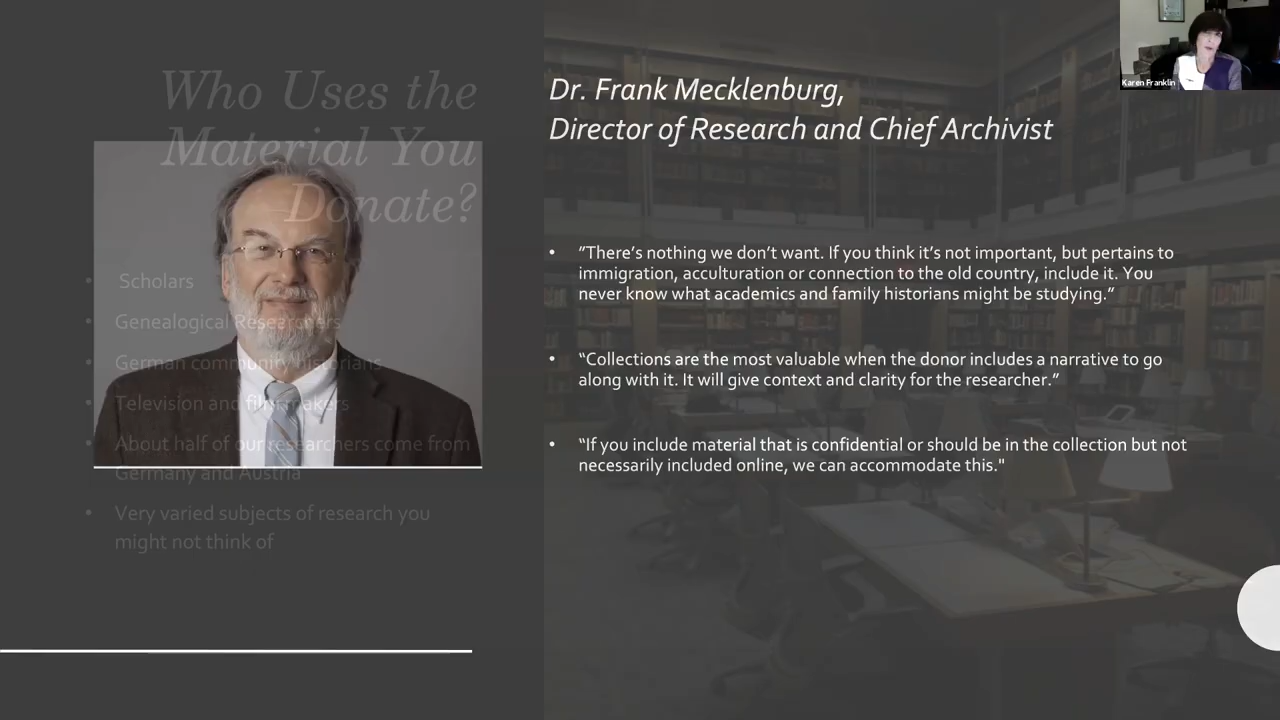 Who Uses the
Material You
Donate?
• Scholars
• Genealogical Researchers
• German community historians
• Television and film makers
• About half of our researchers come from
Germany and Austria
• Very varied subjects of research you
might not think of
Dr. Frank Mecklenburg,
Director of Research and Chief Archivist
• ”There’s nothing we don’t want. If you think it’s not important, but pertains to
immigration, acculturation or connection to the old country, include it. You
never know what academics and family historians might be studying.”
• “Collections are the most valuable when the donor includes a narrative to go
along with it. It will give context and clarity for the researcher.”
• “If you include material that is confidential or should be in the collection but not
necessarily included online, we can accommodate this."
Karen Franklin